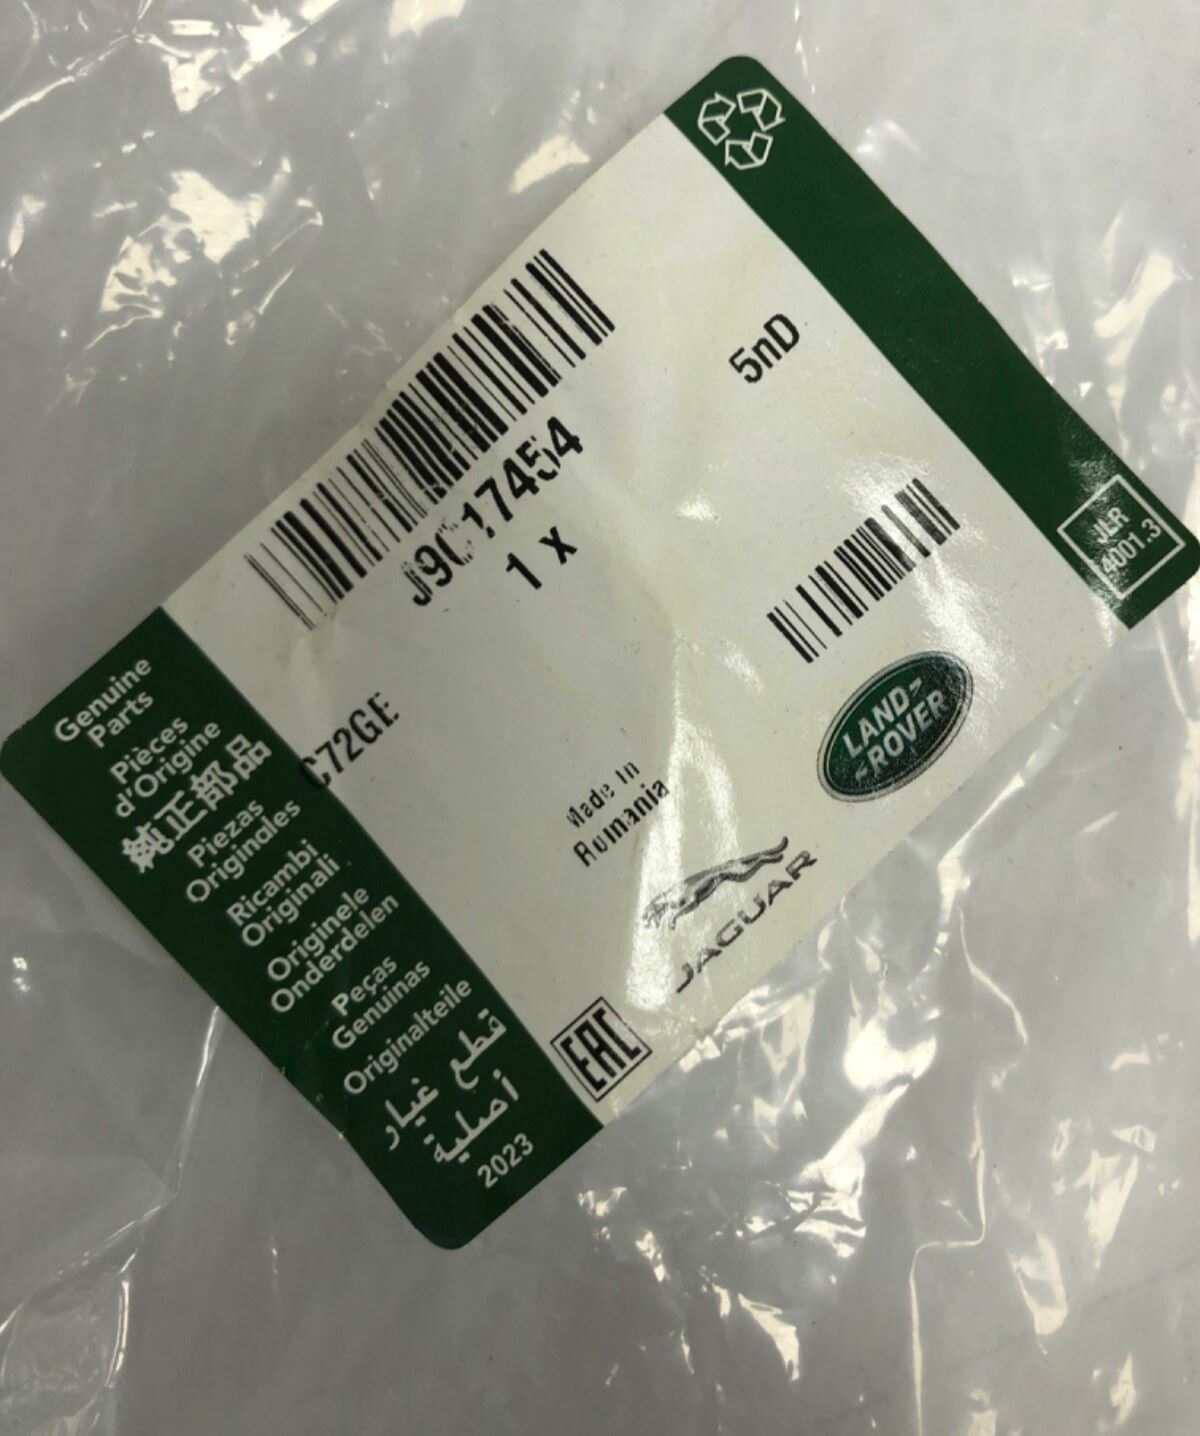 5nD
J9C17454
1 x
C72GE
Made In
Romania
LAND-
-ROVER
JAGUAR
EAC
JLR
4001.3
Genuine
Parts
Pièces
d'Origine
純正部品
Piezas
Originales
Ricambi
Originali
Originele
Onderdelen
Peças
Genuinas
Originalteile
قطع غيار
أصلية
2023